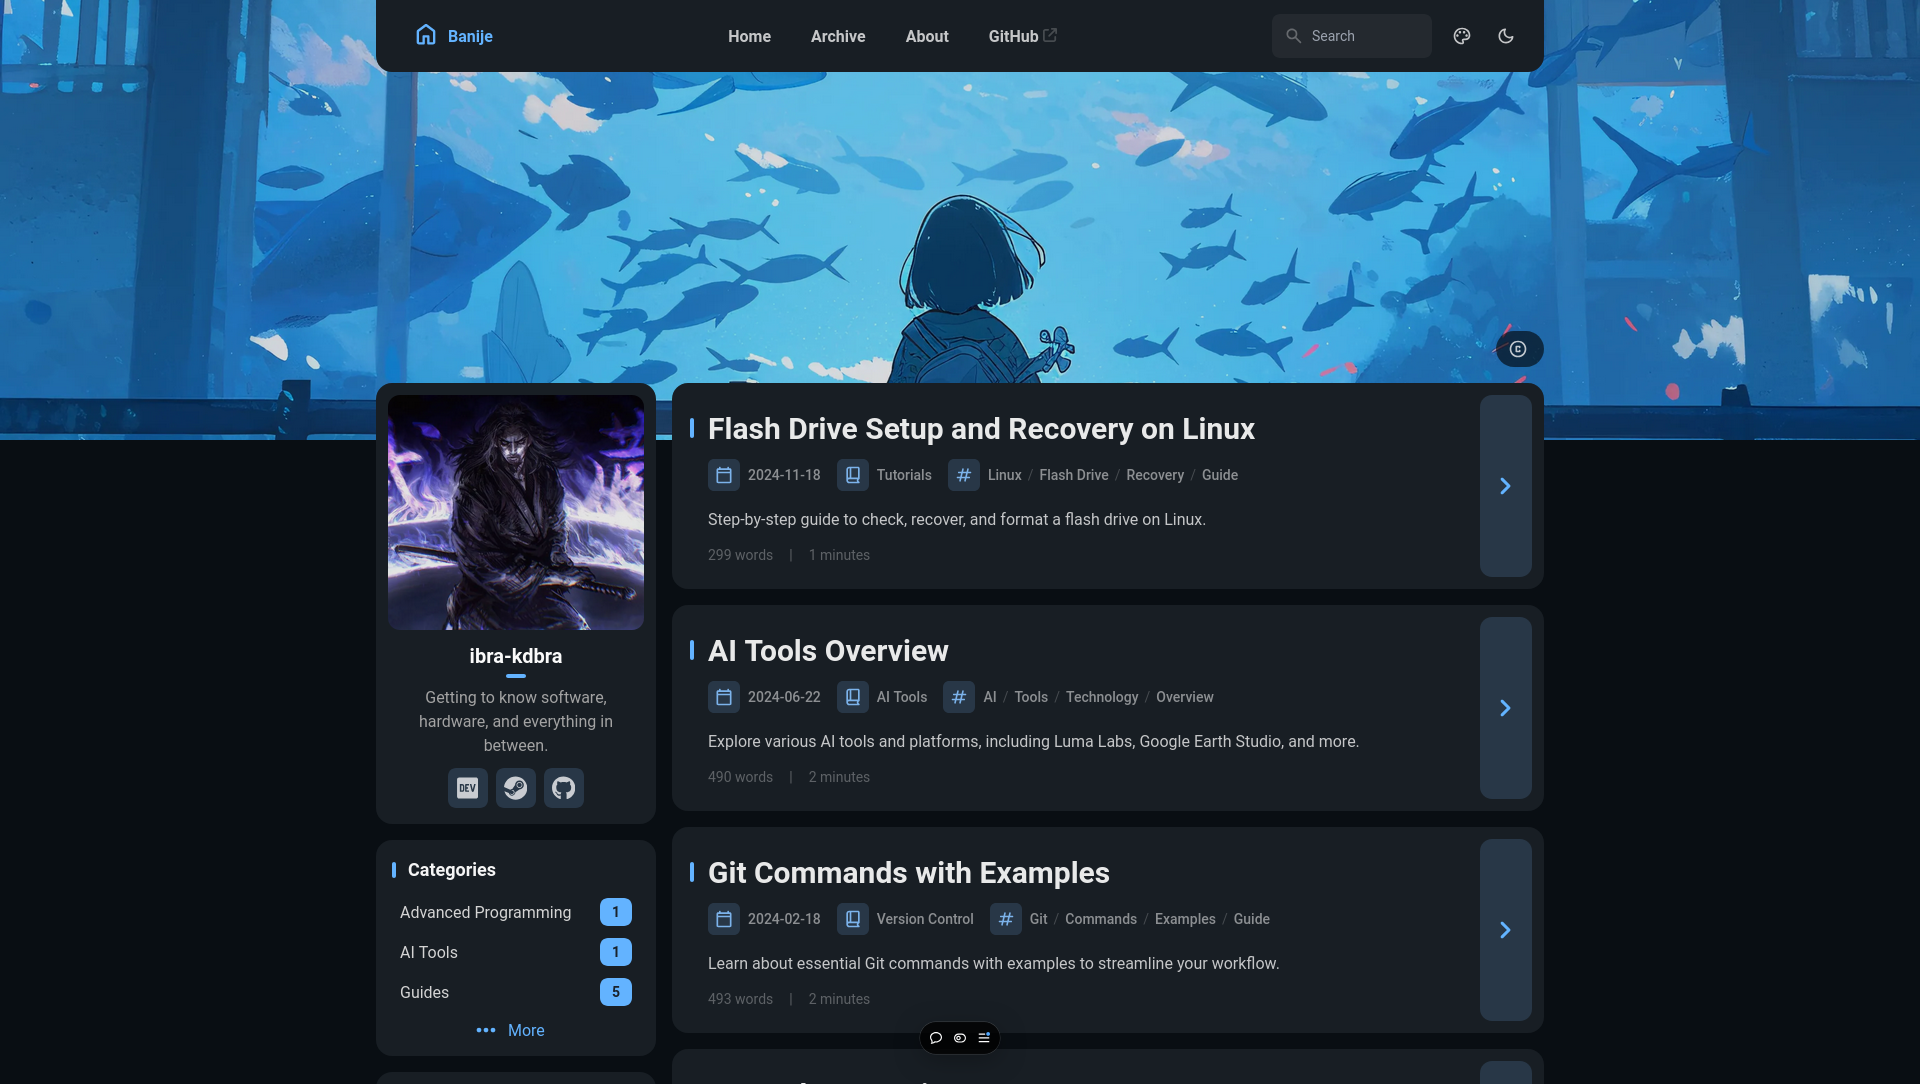 Banije
Home Archive About GitHub
Search
ibra-kdbra
Getting to know software,
hardware, and everything in
between.
DEV
Categories
Advanced Programming 1
AI Tools 1
Guides 5
More
Flash Drive Setup and Recovery on Linux
2024-11-18 Tutorials Linux / Flash Drive / Recovery / Guide
Step-by-step guide to check, recover, and format a flash drive on Linux.
299 words | 1 minutes
AI Tools Overview
2024-06-22 AI Tools AI / Tools / Technology / Overview
Explore various AI tools and platforms, including Luma Labs, Google Earth Studio, and more.
490 words | 2 minutes
Git Commands with Examples
2024-02-18 Version Control Git / Commands / Examples / Guide
Learn about essential Git commands with examples to streamline your workflow.
493 words | 2 minutes